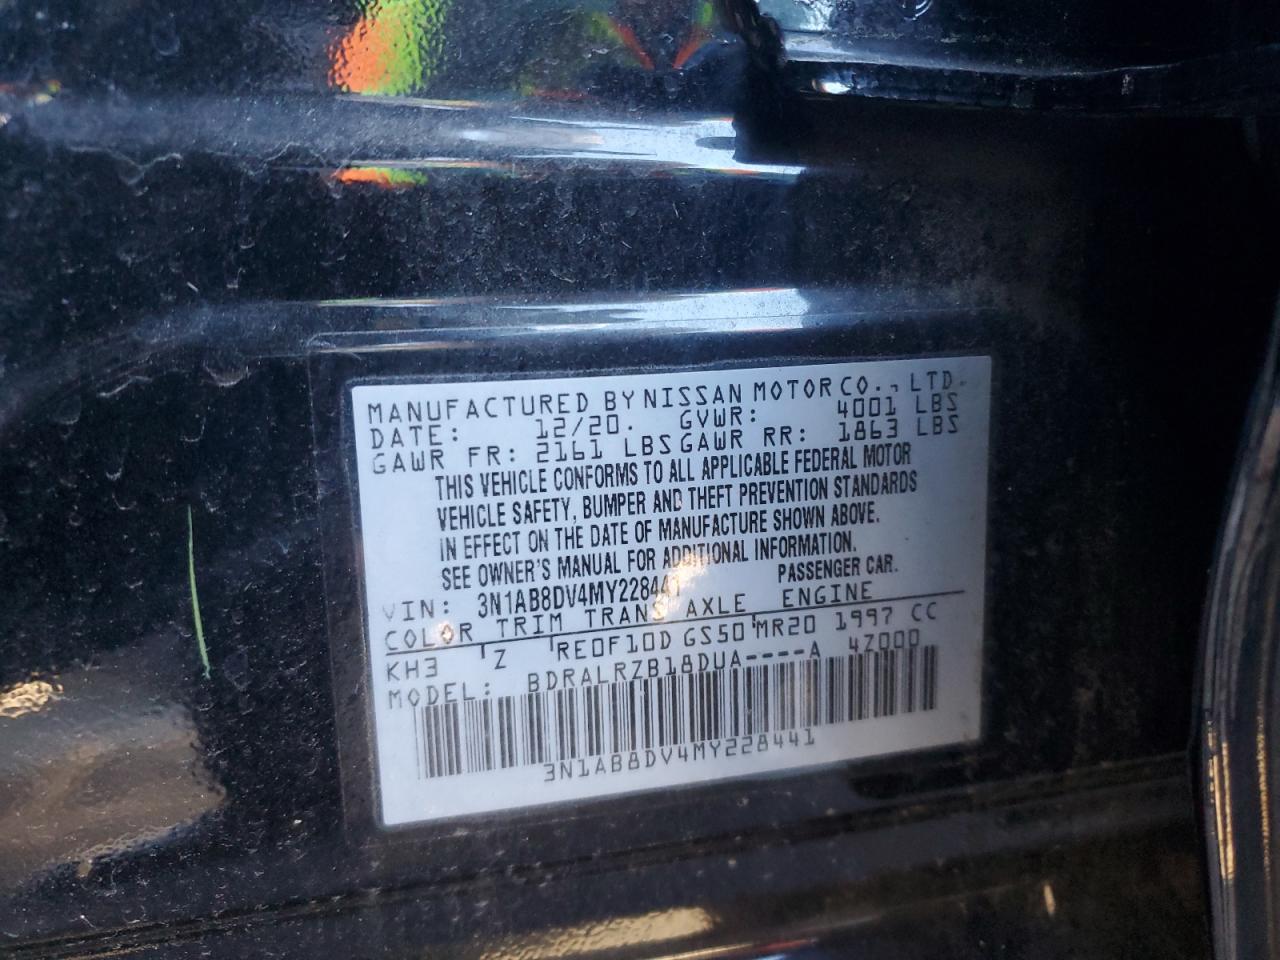 MANUFACTURED BY NISSAN MOTOR CO., LTD.
DATE: 12/20. GVWR: 4001 LBS
GAWR FR: 2161 LBS GAWR RR: 1863 LBS
THIS VEHICLE CONFORMS TO ALL APPLICABLE FEDERAL MOTOR
VEHICLE SAFETY, BUMPER AND THEFT PREVENTION STANDARDS
IN EFFECT ON THE DATE OF MANUFACTURE SHOWN ABOVE.
SEE OWNER'S MANUAL FOR ADDITIONAL INFORMATION.
VIN: 3N1AB8DV4MY228441 PASSENGER CAR.
COLOR TRIM TRANS AXLE ENGINE
KH3 Z RE0F10D GS50 MR20 1997 CC
MODEL: BDRALRZB18DUA----A 4Z000
3N1AB8DV4MY228441